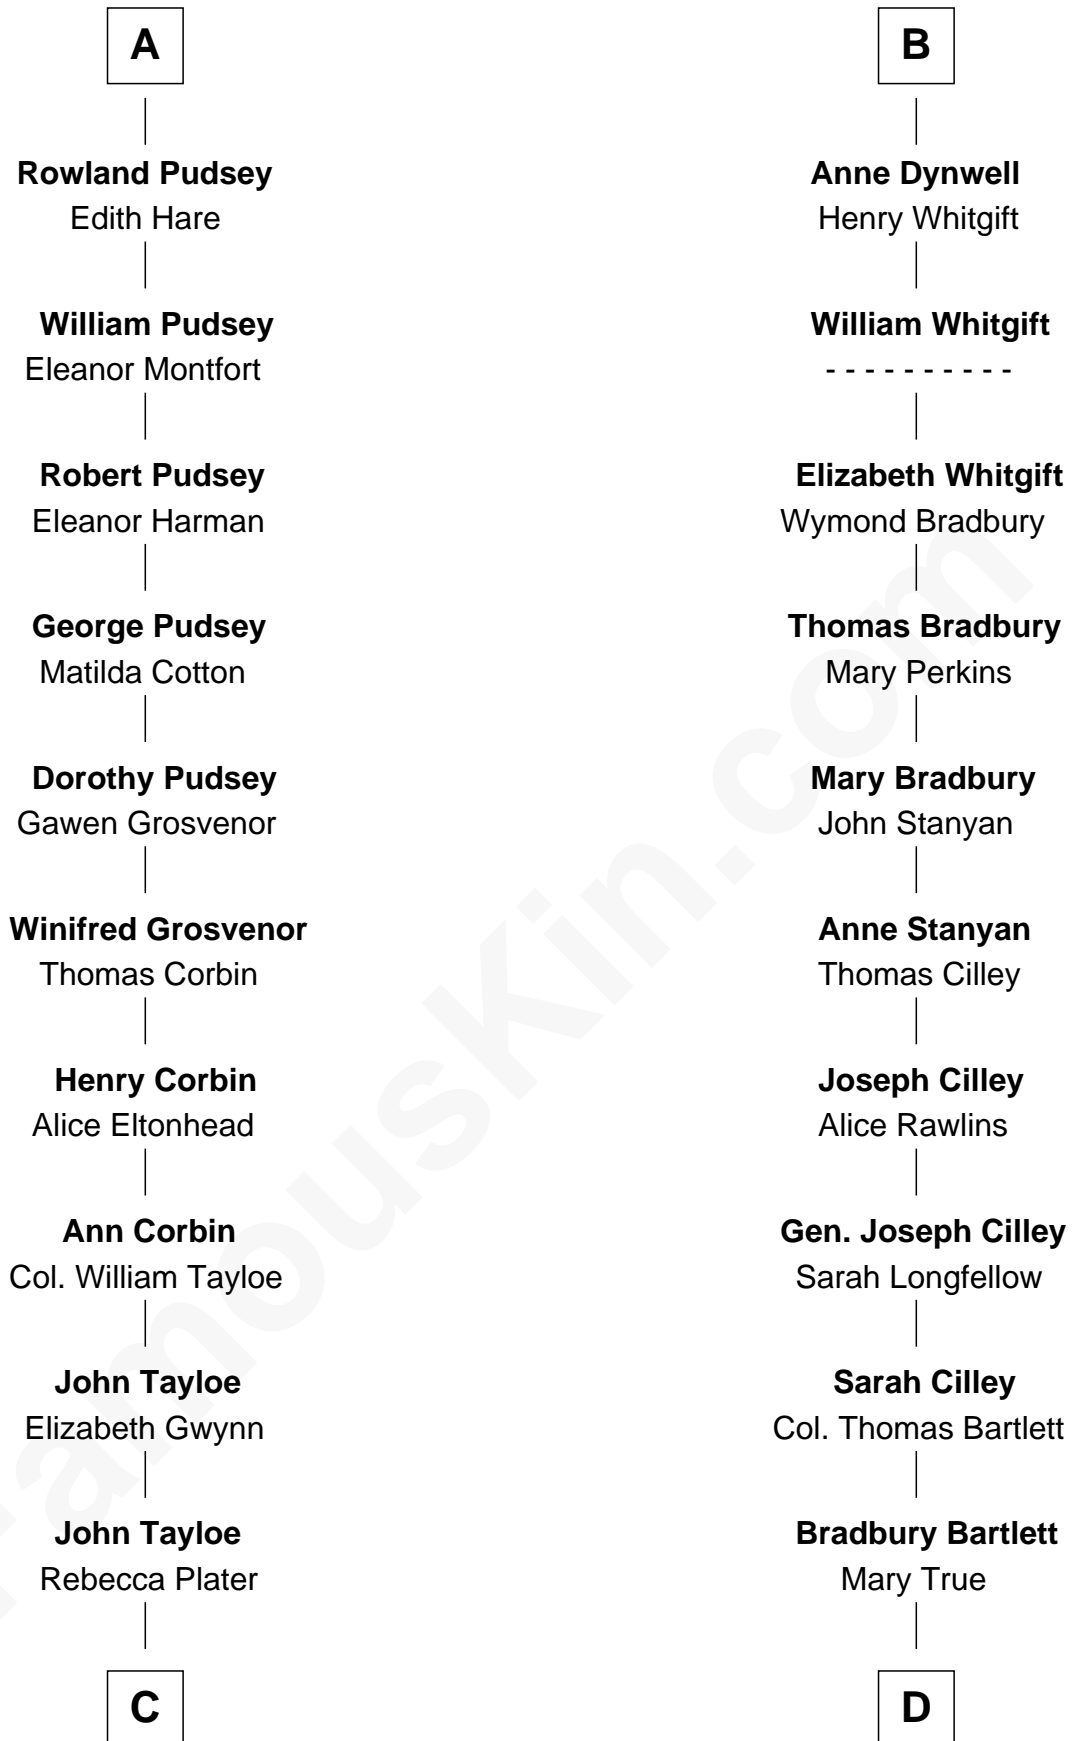 A
Rowland Pudsey
Edith Hare
William Pudsey
Eleanor Montfort
Robert Pudsey
Eleanor Harman
George Pudsey
Matilda Cotton
Dorothy Pudsey
Gawen Grosvenor
Winifred Grosvenor
Thomas Corbin
Henry Corbin
Alice Eltonhead
Ann Corbin
Col. William Tayloe
John Tayloe
Elizabeth Gwynn
John Tayloe
Rebecca Plater
C
B
Anne Dynwell
Henry Whitgift
William Whitgift
- - - - - - - - - -
Elizabeth Whitgift
Wymond Bradbury
Thomas Bradbury
Mary Perkins
Mary Bradbury
John Stanyan
Anne Stanyan
Thomas Cilley
Joseph Cilley
Alice Rawlins
Gen. Joseph Cilley
Sarah Longfellow
Sarah Cilley
Col. Thomas Bartlett
Bradbury Bartlett
Mary True
D
FamousKin.com